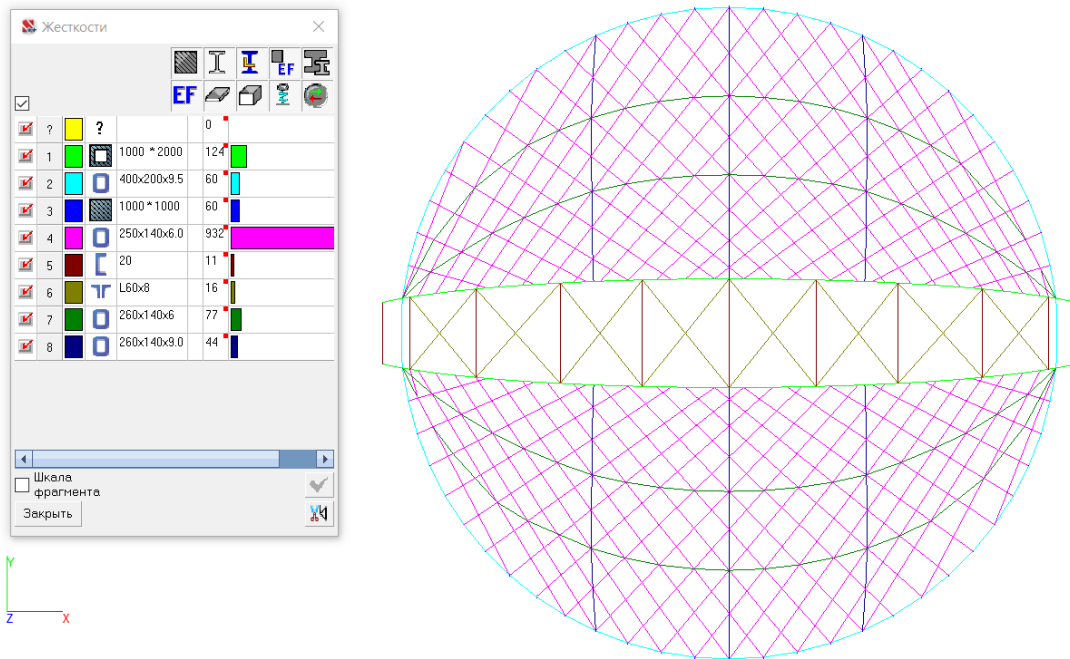 Жесткости
EF
EF
? ? 0
1 1000 *2000 124
2 400x200x9.5 60
3 1000*1000 60
4 250x140x6.0 932
5 20 11
6 L60x8 16
7 260x140x6 77
8 260x140x9.0 44
Шкала
фрагмента
Закрыть
Y
Z X